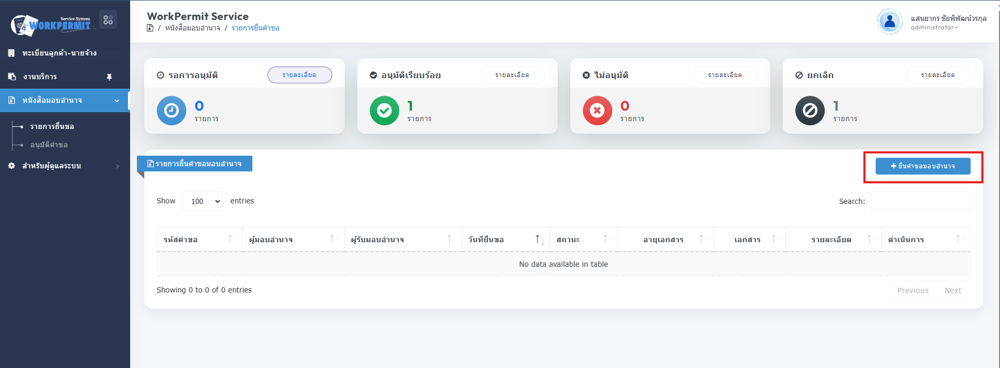 Service System
WORKPERMIT
ทะเบียนลูกค้า-นายจ้าง
งานบริการ
หนังสือมอบอำนาจ
รายการยื่นขอ
อนุมัติคำขอ
สำหรับผู้ดูแลระบบ
WorkPermit Service
/ หนังสือมอบอำนาจ / รายการยื่นคำขอ
แสนยากร ชัยพิพัฒน์วรกุล
administrator
รอการอนุมัติ
รายละเอียด
0
รายการ
อนุมัติเรียบร้อย
รายละเอียด
1
รายการ
ไม่อนุมัติ
รายละเอียด
0
รายการ
ยกเลิก
รายละเอียด
1
รายการ
รายการยื่นคำขอมอบอำนาจ
ยื่นคำขอมอบอำนาจ
Show 100 entries
Search:
รหัสคำขอ ผู้มอบอำนาจ ผู้รับมอบอำนาจ วันที่ยื่นขอ สถานะ อายุเอกสาร เอกสาร รายละเอียด ดำเนินการ
No data available in table
Showing 0 to 0 of 0 entries
Previous Next